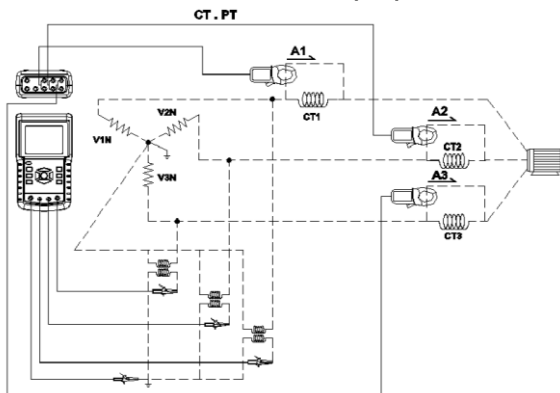 CT . PT
A1
CT1
V1N
V2N
A2
CT2
V3N
A3
CT3